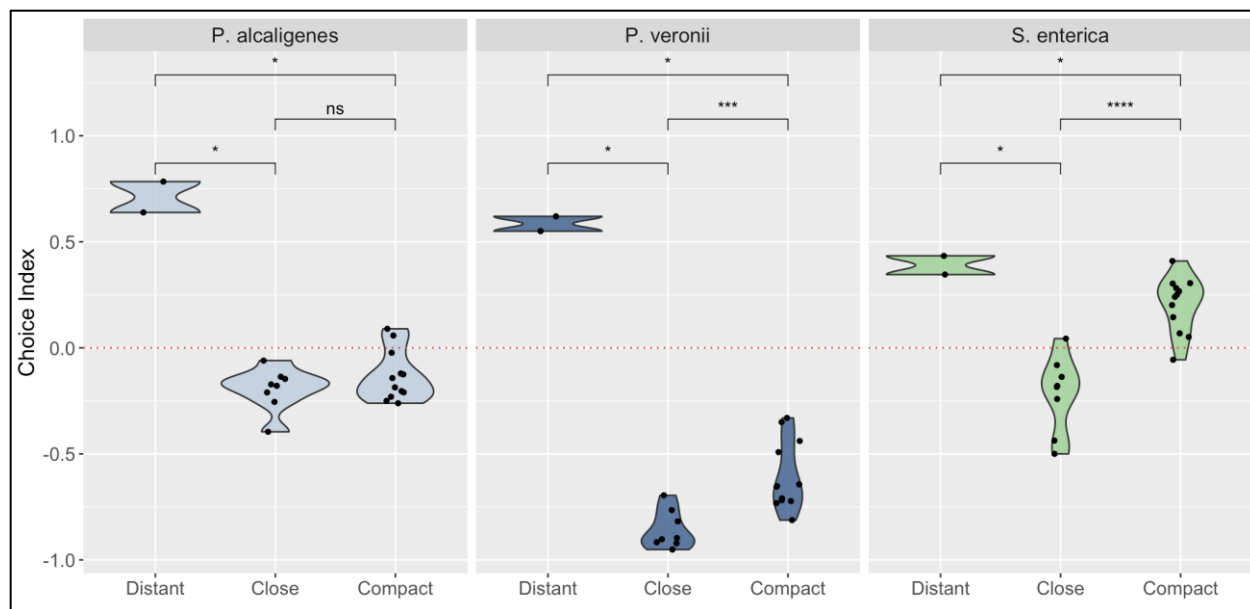 P. alcaligenes P. veronii S. enterica
* * *
ns *** ****
* * *
Choice Index
1.0
0.5
0.0
-0.5
-1.0
Distant Close Compact Distant Close Compact Distant Close Compact